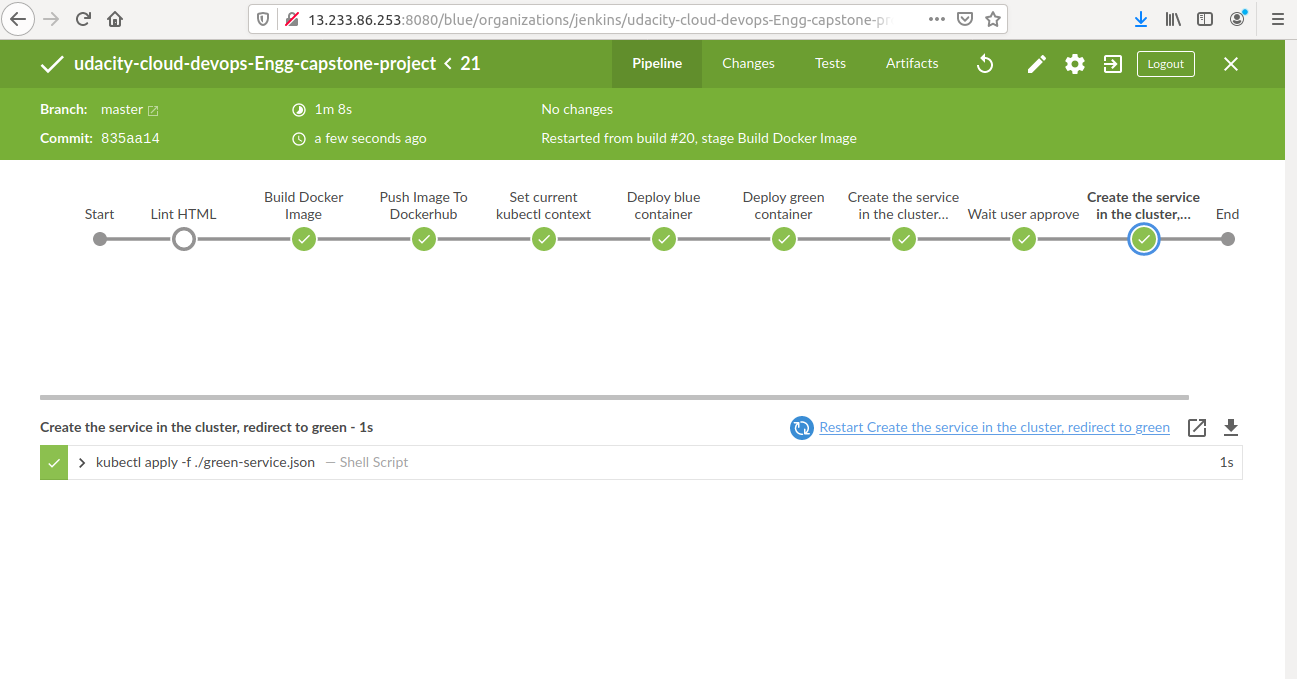 13.233.86.253:8080/blue/organizations/jenkins/udacity-cloud-devops-Engg-capstone-pr
udacity-cloud-devops-Engg-capstone-project < 21
Pipeline
Changes
Tests
Artifacts
Logout
Branch: master
1m 8s
No changes
Commit: 835aa14
a few seconds ago
Restarted from build #20, stage Build Docker Image
Start
Lint HTML
Build Docker
Image
Push Image To
Dockerhub
Set current
kubectl context
Deploy blue
container
Deploy green
container
Create the service
in the cluster...
Wait user approve
Create the service
in the cluster,...
End
Create the service in the cluster, redirect to green - 1s
Restart Create the service in the cluster, redirect to green
kubectl apply -f ./green-service.json — Shell Script
1s